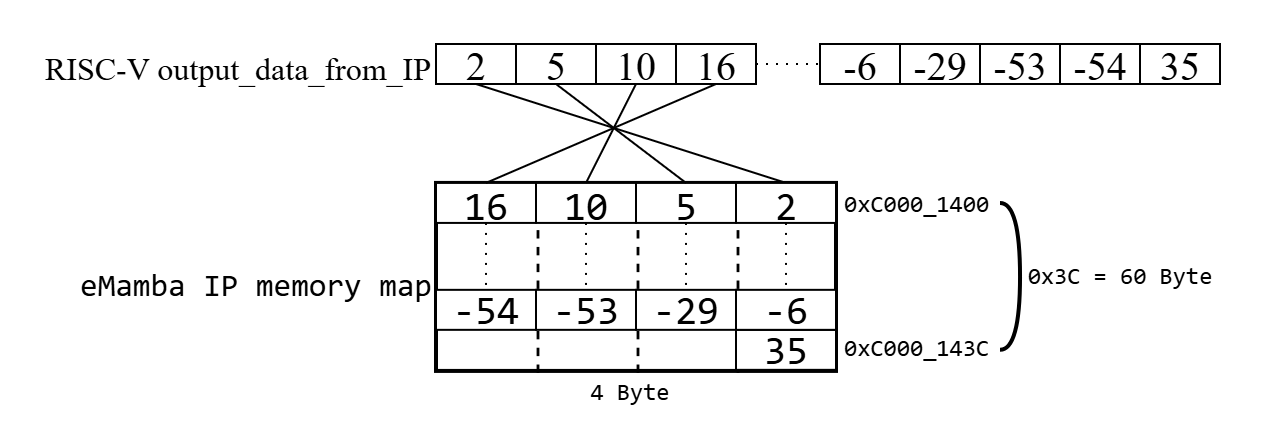 RISC-V output_data_from_IP 2 5 10 16 -6 -29 -53 -54 35
16 10 5 2 0xC000_1400
0x3C = 60 Byte
eMamba IP memory map
-54 -53 -29 -6
35 0xC000_143C
4 Byte